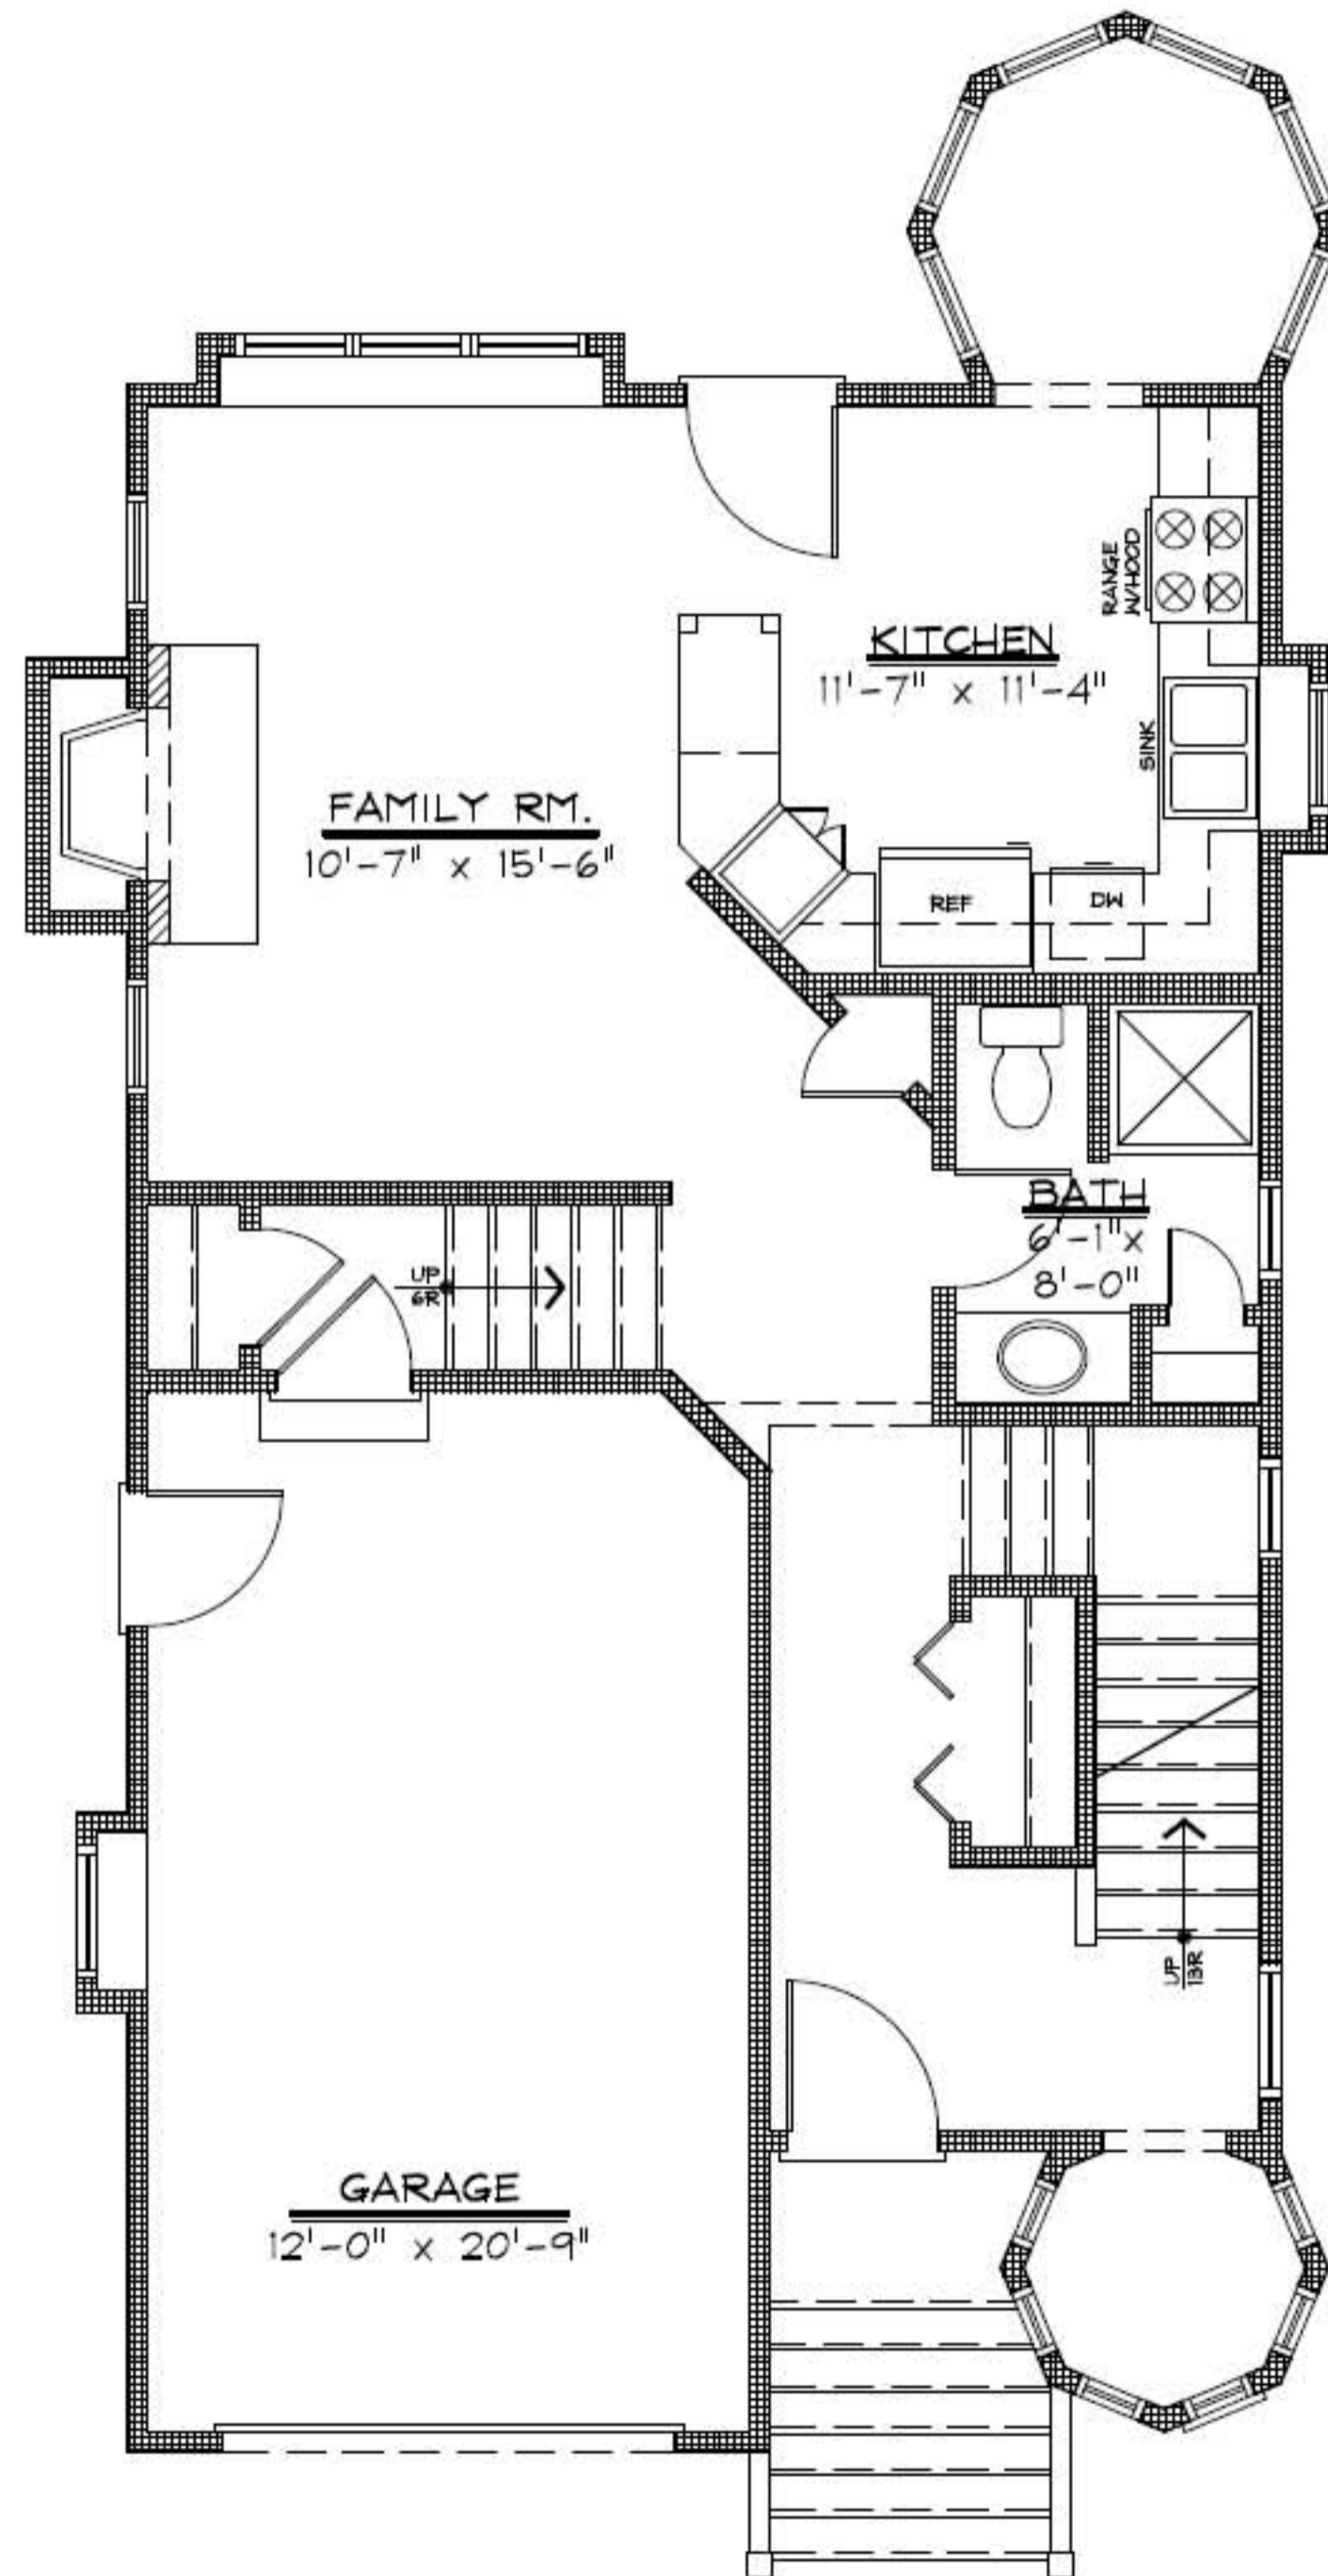 RANGE
W/HOOD
KITCHEN
11'-7" x 11'-4"
SINK
FAMILY RM.
10'-7" x 15'-6"
REF
DW
BATH
6'-1" x
8'-0"
UP
6R
UP
13R
GARAGE
12'-0" x 20'-9"